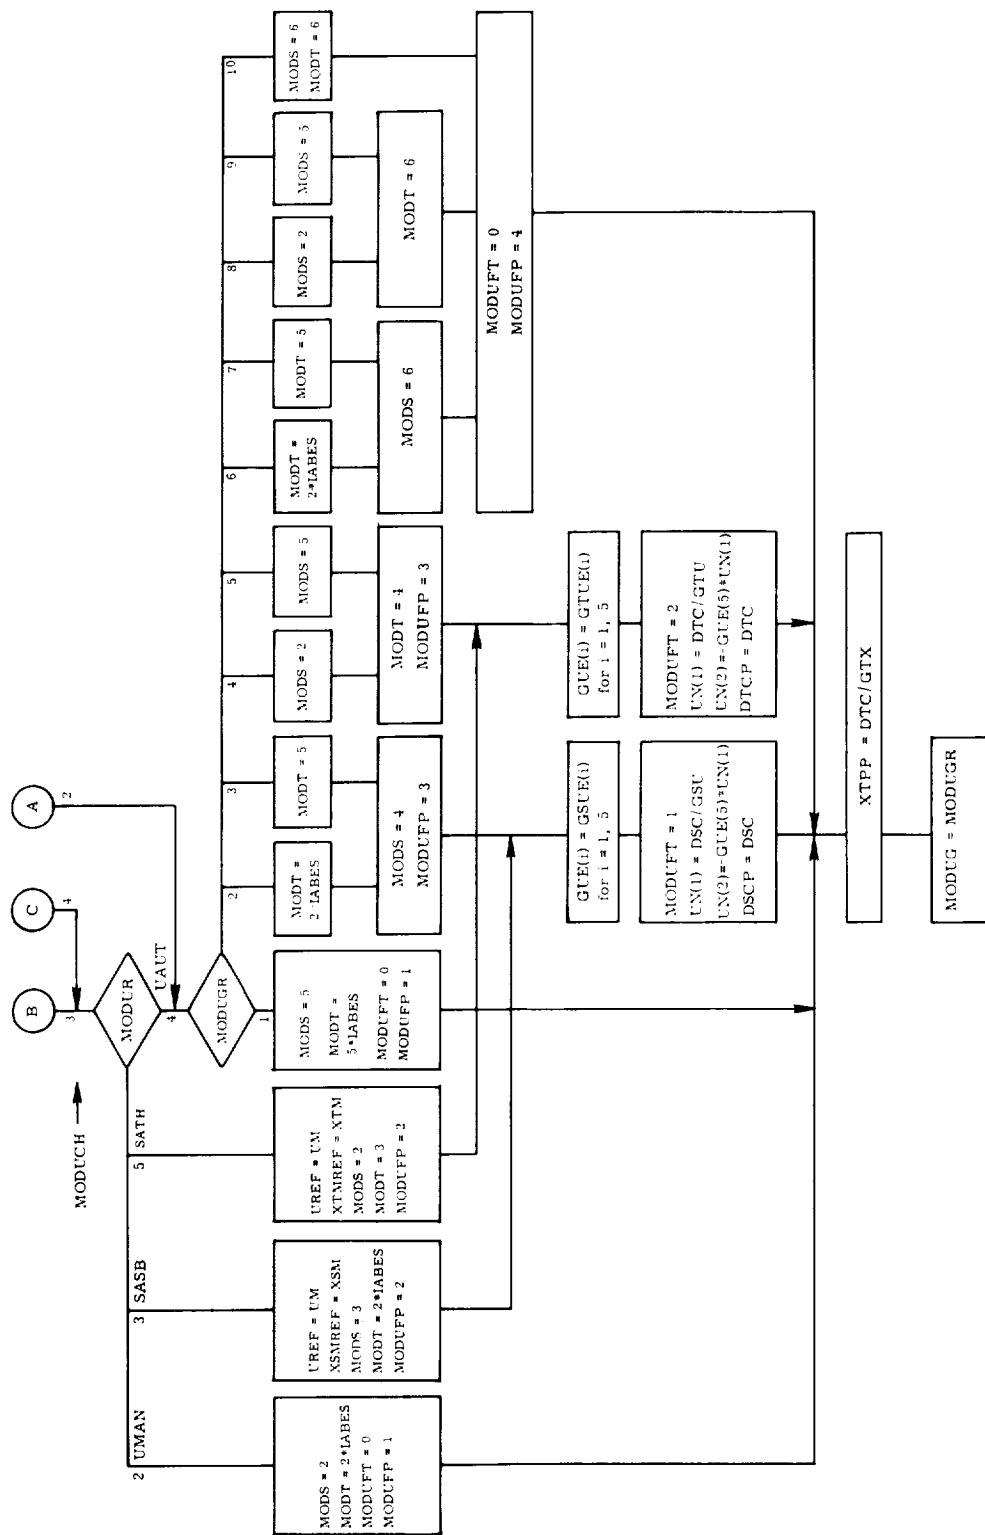 MODUCH
B
3
C
4
A
2
MODUR
4
UAUT
MODUGR
2
UMAN
3
SASB
5
SATH
1
2
3
4
5
6
7
8
9
10
MODS = 2
MODT = 2*IABES
MODUFT = 0
MODUFP = 1
UREF = UM
XSMREF = XSM
MODS = 3
MODT = 2*IABES
MODUFP = 2
UREF = UM
XTMREF = XTM
MODS = 2
MODT = 3
MODUFP = 2
MODS = 5
MODT =
5*IABES
MODUFT = 0
MODUFP = 1
MODT =
2*IABES
MODT = 5
MODS = 2
MODS = 5
MODT =
2*IABES
MODT = 5
MODS = 2
MODS = 5
MODS = 6
MODT = 6
MODS = 4
MODUFP = 3
MODT = 4
MODUFP = 3
MODS = 6
MODT = 6
MODUFT = 0
MODUFP = 4
GUE(i) = GSUE(i)
for i = 1, 5
GUE(i) = GTUE(i)
for i = 1, 5
MODUFT = 1
UN(1) = DSC/GSU
UN(2)=-GUE(5)*UN(1)
DSCP = DSC
MODUFT = 2
UN(1) = DTC/GTU
UN(2)=-GUE(5)*UN(1)
DTCP = DTC
XTPP = DTC/GTX
MODUG = MODUGR